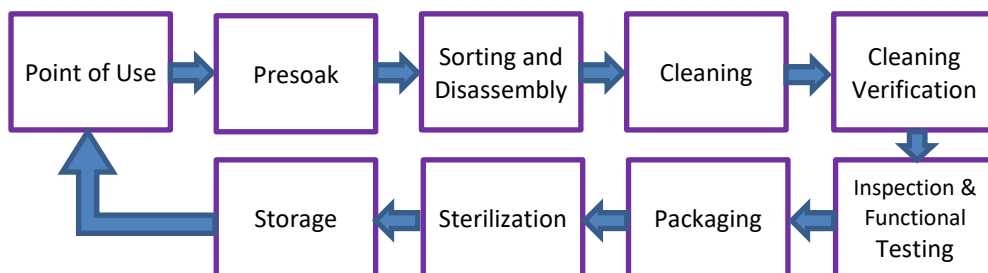 Point of Use
Presoak
Sorting and
Disassembly
Cleaning
Cleaning
Verification
Storage
Sterilization
Packaging
Inspection &
Functional
Testing